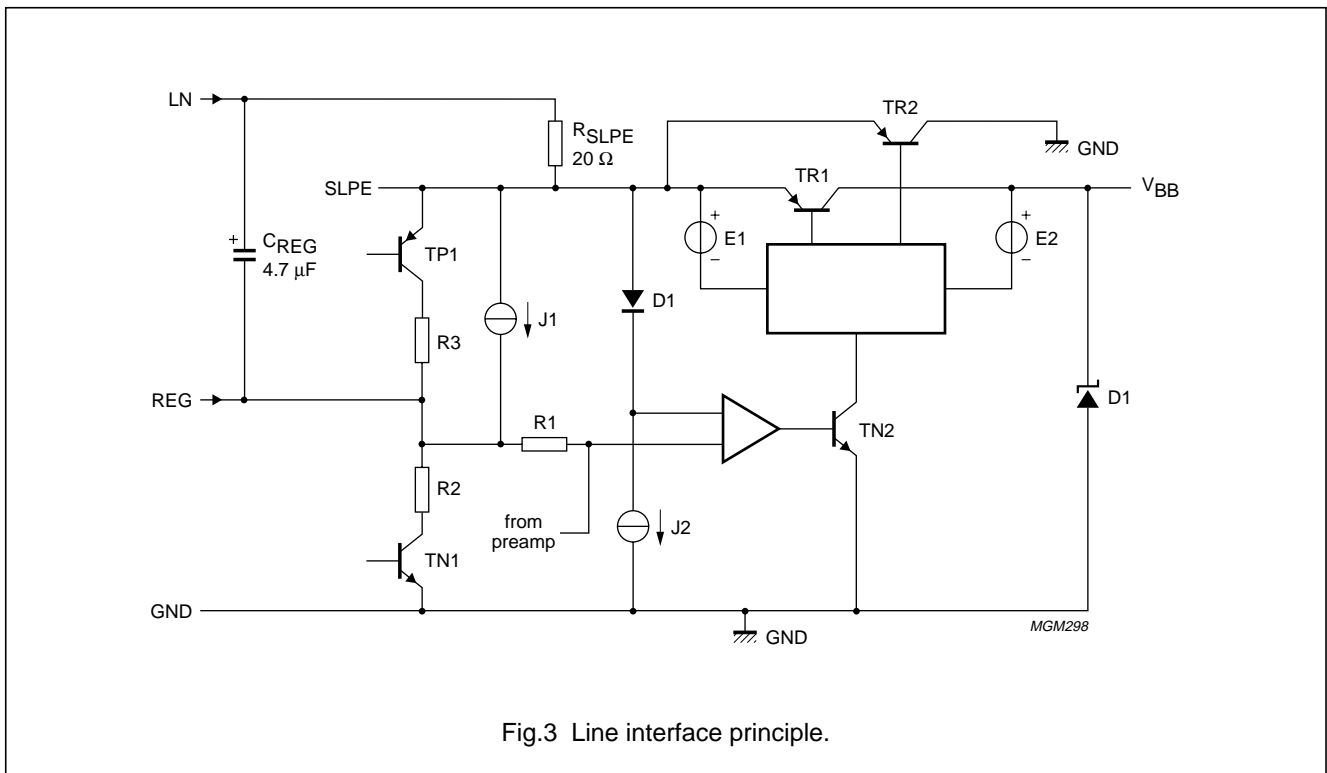 LN
R_SLPE
20 Ω
TR2
GND
TR1
SLPE
V_BB
+
E1
−
+
E2
−
+
C_REG
4.7 µF
TP1
D1
J1
R3
REG
D1
R1
TN2
R2
from
preamp
J2
TN1
GND
GND
MGM298
Fig.3 Line interface principle.